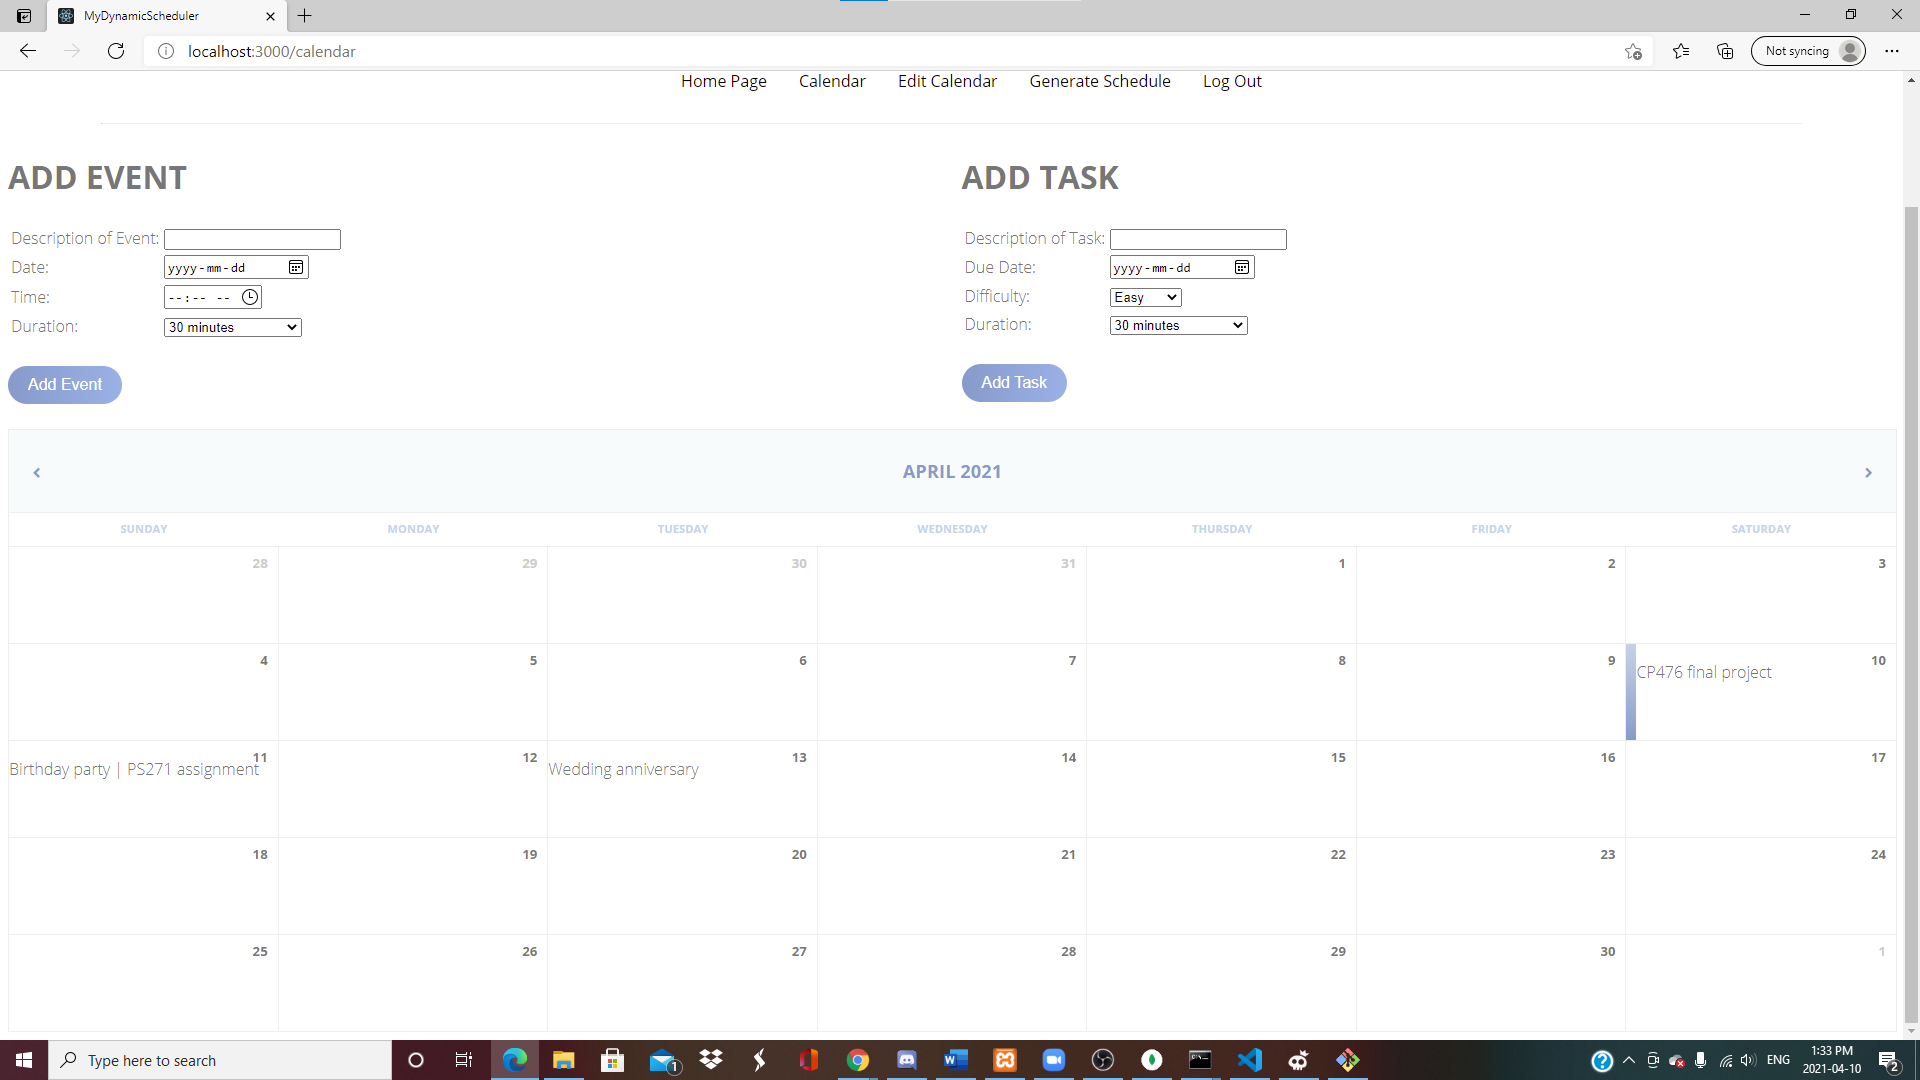 MyDynamicScheduler
localhost:3000/calendar
Not syncing
Home Page Calendar Edit Calendar Generate Schedule Log Out
ADD EVENT
Description of Event:
Date: yyyy-mm-dd
Time: --:-- --
Duration: 30 minutes
Add Event
ADD TASK
Description of Task:
Due Date: yyyy-mm-dd
Difficulty: Easy
Duration: 30 minutes
Add Task
APRIL 2021
SUNDAY MONDAY TUESDAY WEDNESDAY THURSDAY FRIDAY SATURDAY
28 29 30 31 1 2 3
4 5 6 7 8 9 10
CP476 final project
11 12 13 14 15 16 17
Birthday party | PS271 assignment Wedding anniversary
18 19 20 21 22 23 24
25 26 27 28 29 30 1
Type here to search
1
W
ENG
1:33 PM
2021-04-10
2